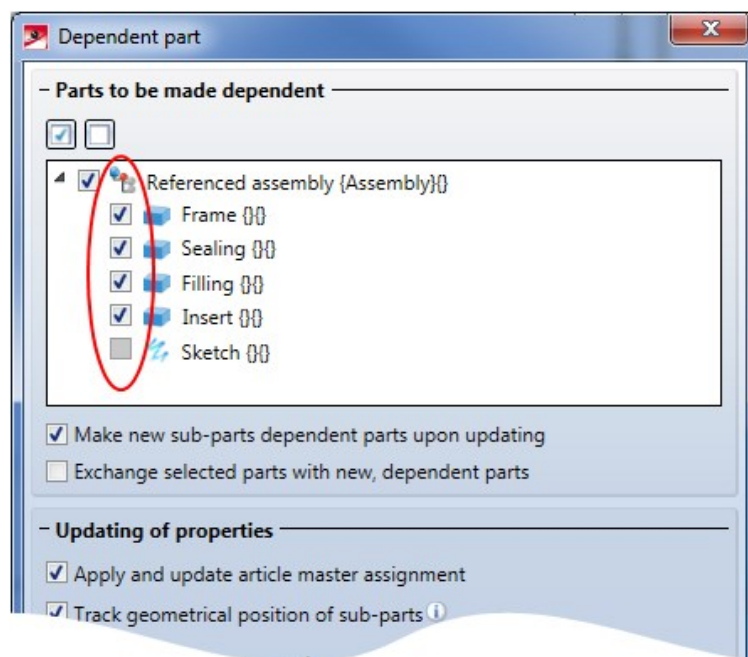 Dependent part
Parts to be made dependent
Referenced assembly {Assembly}{}
Frame {}{}
Sealing {}{}
Filling {}{}
Insert {}{}
Sketch {}{}
Make new sub-parts dependent parts upon updating
Exchange selected parts with new, dependent parts
Updating of properties
Apply and update article master assignment
Track geometrical position of sub-parts